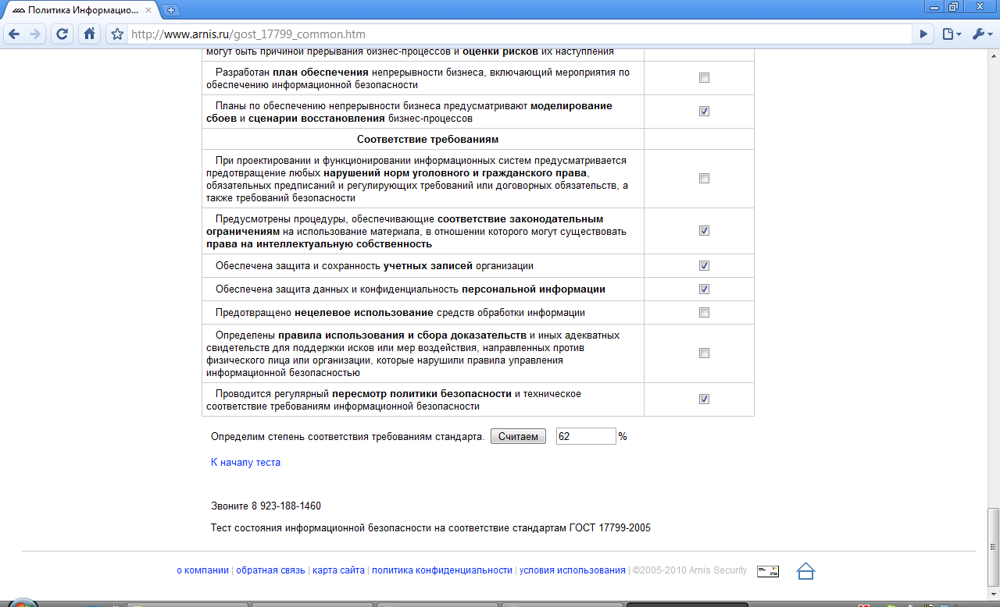 Политика Информацио...
http://www.arnis.ru/gost_17799_common.htm
могут быть причиной прерывания бизнес-процессов и оценки рисков их наступления
Разработан план обеспечения непрерывности бизнеса, включающий мероприятия по
обеспечению информационной безопасности
Планы по обеспечению непрерывности бизнеса предусматривают моделирование
сбоев и сценарии восстановления бизнес-процессов
Соответствие требованиям
При проектировании и функционировании информационных систем предусматривается
предотвращение любых нарушений норм уголовного и гражданского права,
обязательных предписаний и регулирующих требований или договорных обязательств, а
также требований безопасности
Предусмотрены процедуры, обеспечивающие соответствие законодательным
ограничениям на использование материала, в отношении которого могут существовать
права на интеллектуальную собственность
Обеспечена защита и сохранность учетных записей организации
Обеспечена защита данных и конфиденциальность персональной информации
Предотвращено нецелевое использование средств обработки информации
Определены правила использования и сбора доказательств и иных адекватных
свидетельств для поддержки исков или мер воздействия, направленных против
физического лица или организации, которые нарушили правила управления
информационной безопасностью
Проводится регулярный пересмотр политики безопасности и техническое
соответствие требованиям информационной безопасности
Определим степень соответствия требованиям стандарта. Считаем 62 %
К началу теста
Звоните 8 923-188-1460
Тест состояния информационной безопасности на соответствие стандартам ГОСТ 17799-2005
о компании | обратная связь | карта сайта | политика конфиденциальности | условия использования | ©2005-2010 Arnis Security